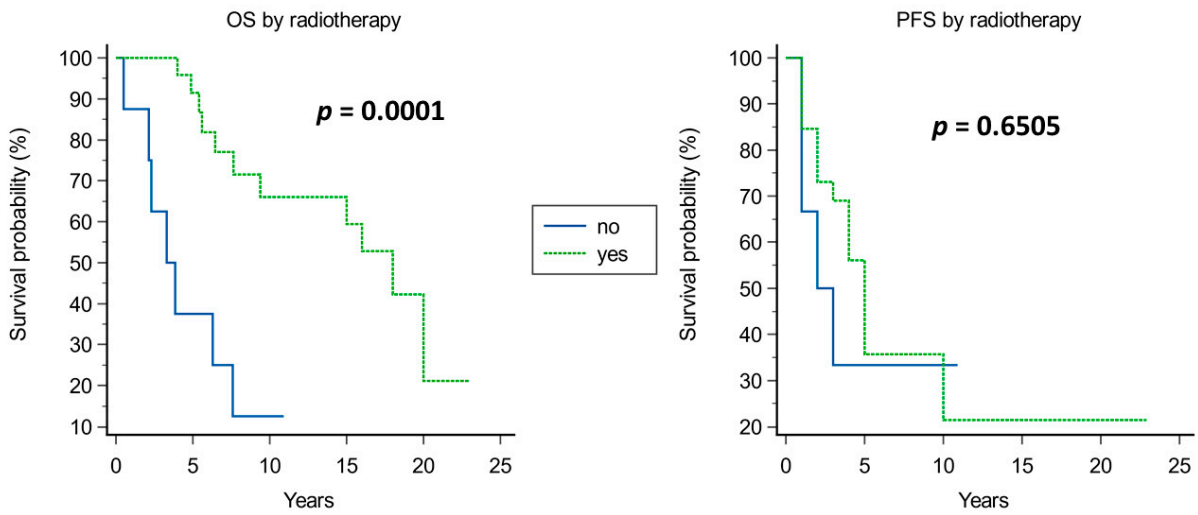 OS by radiotherapy
100
90
80
70
60
50
40
30
20
10
Survival probability (%)
p = 0.0001
0 5 10 15 20 25
Years
no
yes
PFS by radiotherapy
100
90
80
70
60
50
40
30
20
Survival probability (%)
p = 0.6505
0 5 10 15 20 25
Years